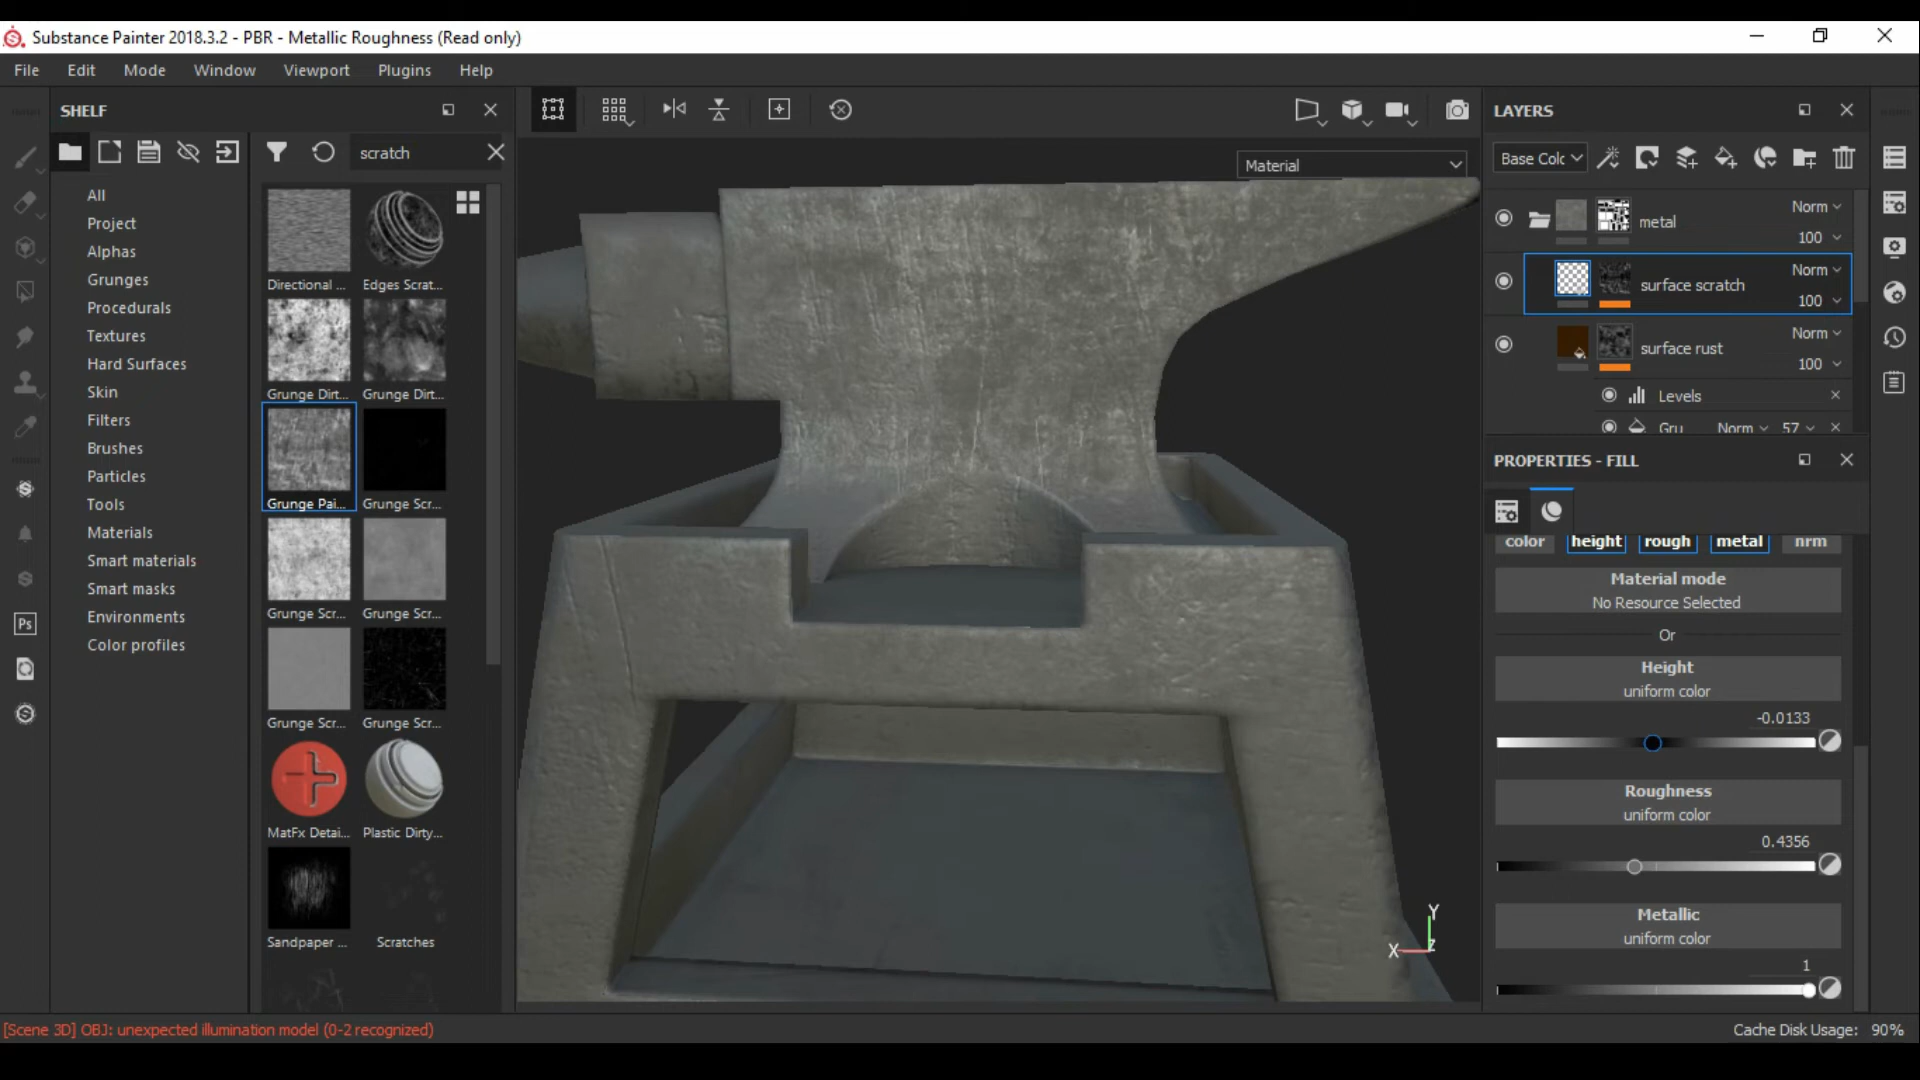 Substance Painter 2018.3.2 - PBR - Metallic Roughness (Read only)
File Edit Mode Window Viewport Plugins Help
SHELF
scratch
All
Project
Alphas
Grunges
Procedurals
Textures
Hard Surfaces
Skin
Filters
Brushes
Particles
Tools
Materials
Smart materials
Smart masks
Environments
Color profiles
Directional ... Edges Scrat...
Grunge Dirt... Grunge Dirt...
Grunge Pai... Grunge Scr...
Grunge Scr... Grunge Scr...
Grunge Scr... Grunge Scr...
MatFx Detai... Plastic Dirty...
Sandpaper ... Scratches
Material
Y
X Z
LAYERS
Base Colc
metal Norm 100
surface scratch Norm 100
surface rust Norm 100
Levels
Gru Norm 57
PROPERTIES - FILL
color height rough metal nrm
Material mode
No Resource Selected
Or
Height
uniform color
-0.0133
Roughness
uniform color
0.4356
Metallic
uniform color
1
Ps
[Scene 3D] OBJ: unexpected illumination model (0-2 recognized)
Cache Disk Usage: 90%